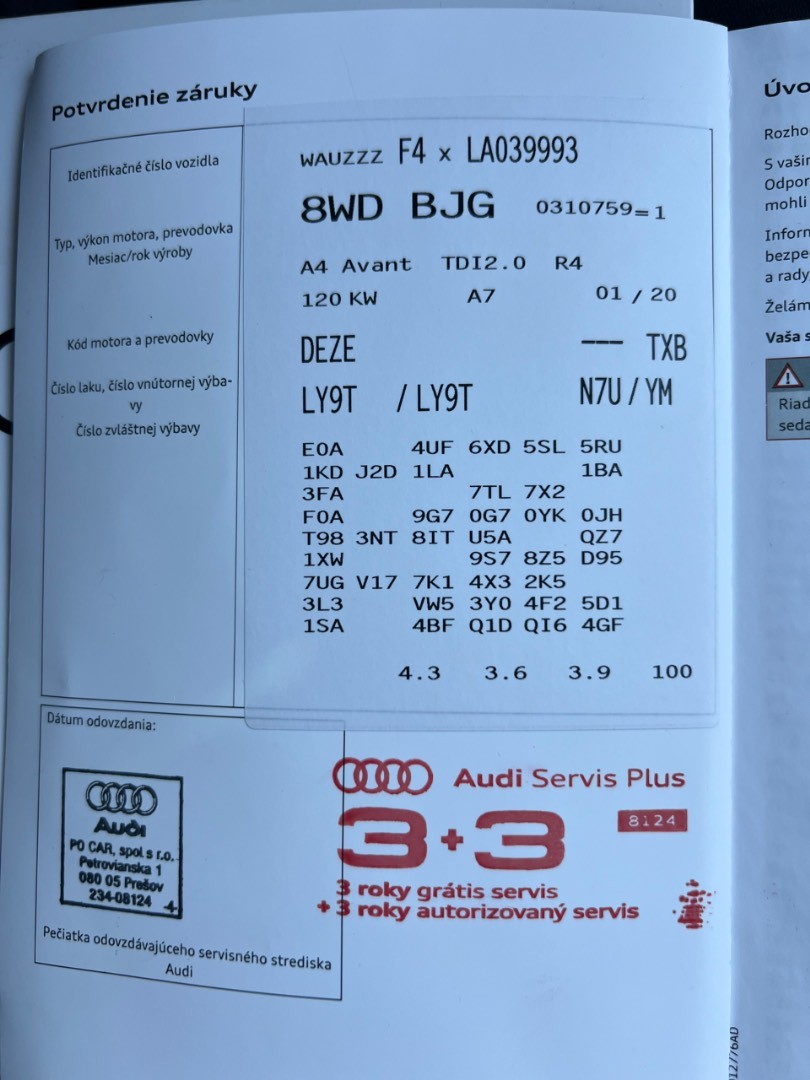 Potvrdenie záruky
Identifikačné číslo vozidla
WAUZZZ F4 x LA039993
8WD BJG 0310759=1
Typ, výkon motora, prevodovka
Mesiac/rok výroby
A4 Avant TDI2.0 R4
120 KW A7 01 / 20
Kód motora a prevodovky
DEZE --- TXB
Číslo laku, číslo vnútornej výba-
vy
LY9T / LY9T N7U / YM
Číslo zvláštnej výbavy
E0A 4UF 6XD 5SL 5RU
1KD J2D 1LA 1BA
3FA 7TL 7X2
F0A 9G7 0G7 0YK 0JH
T98 3NT 8IT U5A QZ7
1XW 9S7 8Z5 D95
7UG V17 7K1 4X3 2K5
3L3 VW5 3Y0 4F2 5D1
1SA 4BF Q1D QI6 4GF
4.3 3.6 3.9 100
Dátum odovzdania:
Audi
PO CAR, spol s r.o.
Petrovianska 1
080 05 Prešov
234-08124 4
Pečiatka odovzdávajúceho servisného strediska
Audi
Audi Servis Plus
3+3
8124
3 roky grátis servis
+ 3 roky autorizovaný servis
Úvo
Rozho
S vašir
Odpor
mohli
Inforn
bezpe
a rady
Želám
Vaša s
Riad
seda
12776AD